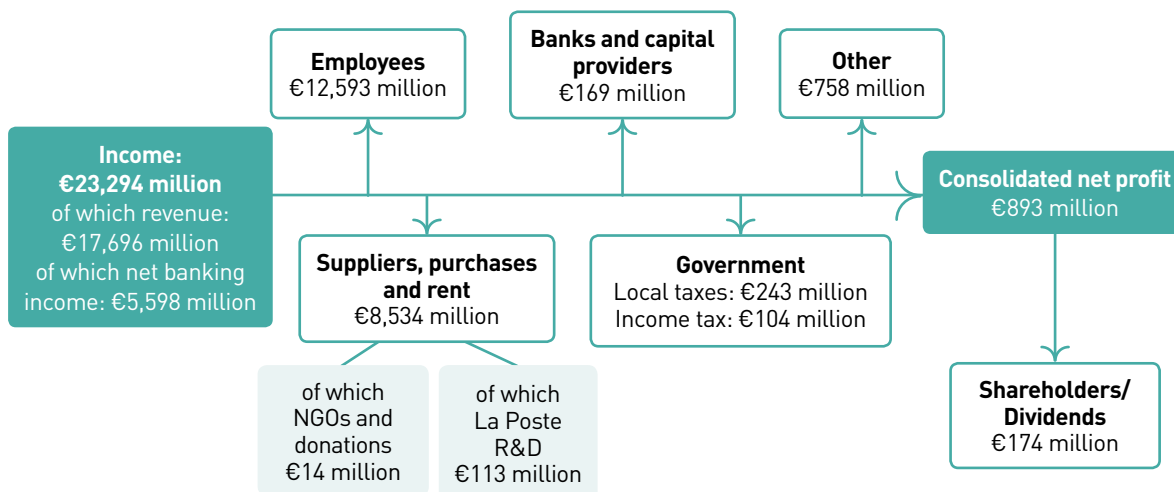 Employees
€12,593 million
Banks and capital
providers
€169 million
Other
€758 million
Income:
€23,294 million
of which revenue:
€17,696 million
of which net banking
income: €5,598 million
Consolidated net profit
€893 million
Suppliers, purchases
and rent
€8,534 million
Government
Local taxes: €243 million
Income tax: €104 million
of which
NGOs and
donations
€14 million
of which
La Poste
R&D
€113 million
Shareholders/
Dividends
€174 million